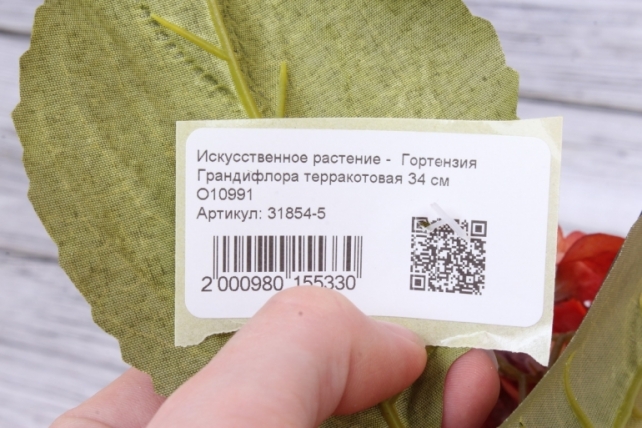 Искусственное растение - Гортензия
Грандифлора терракотовая 34 см
О10991
Артикул: 31854-5
2 000980 155330